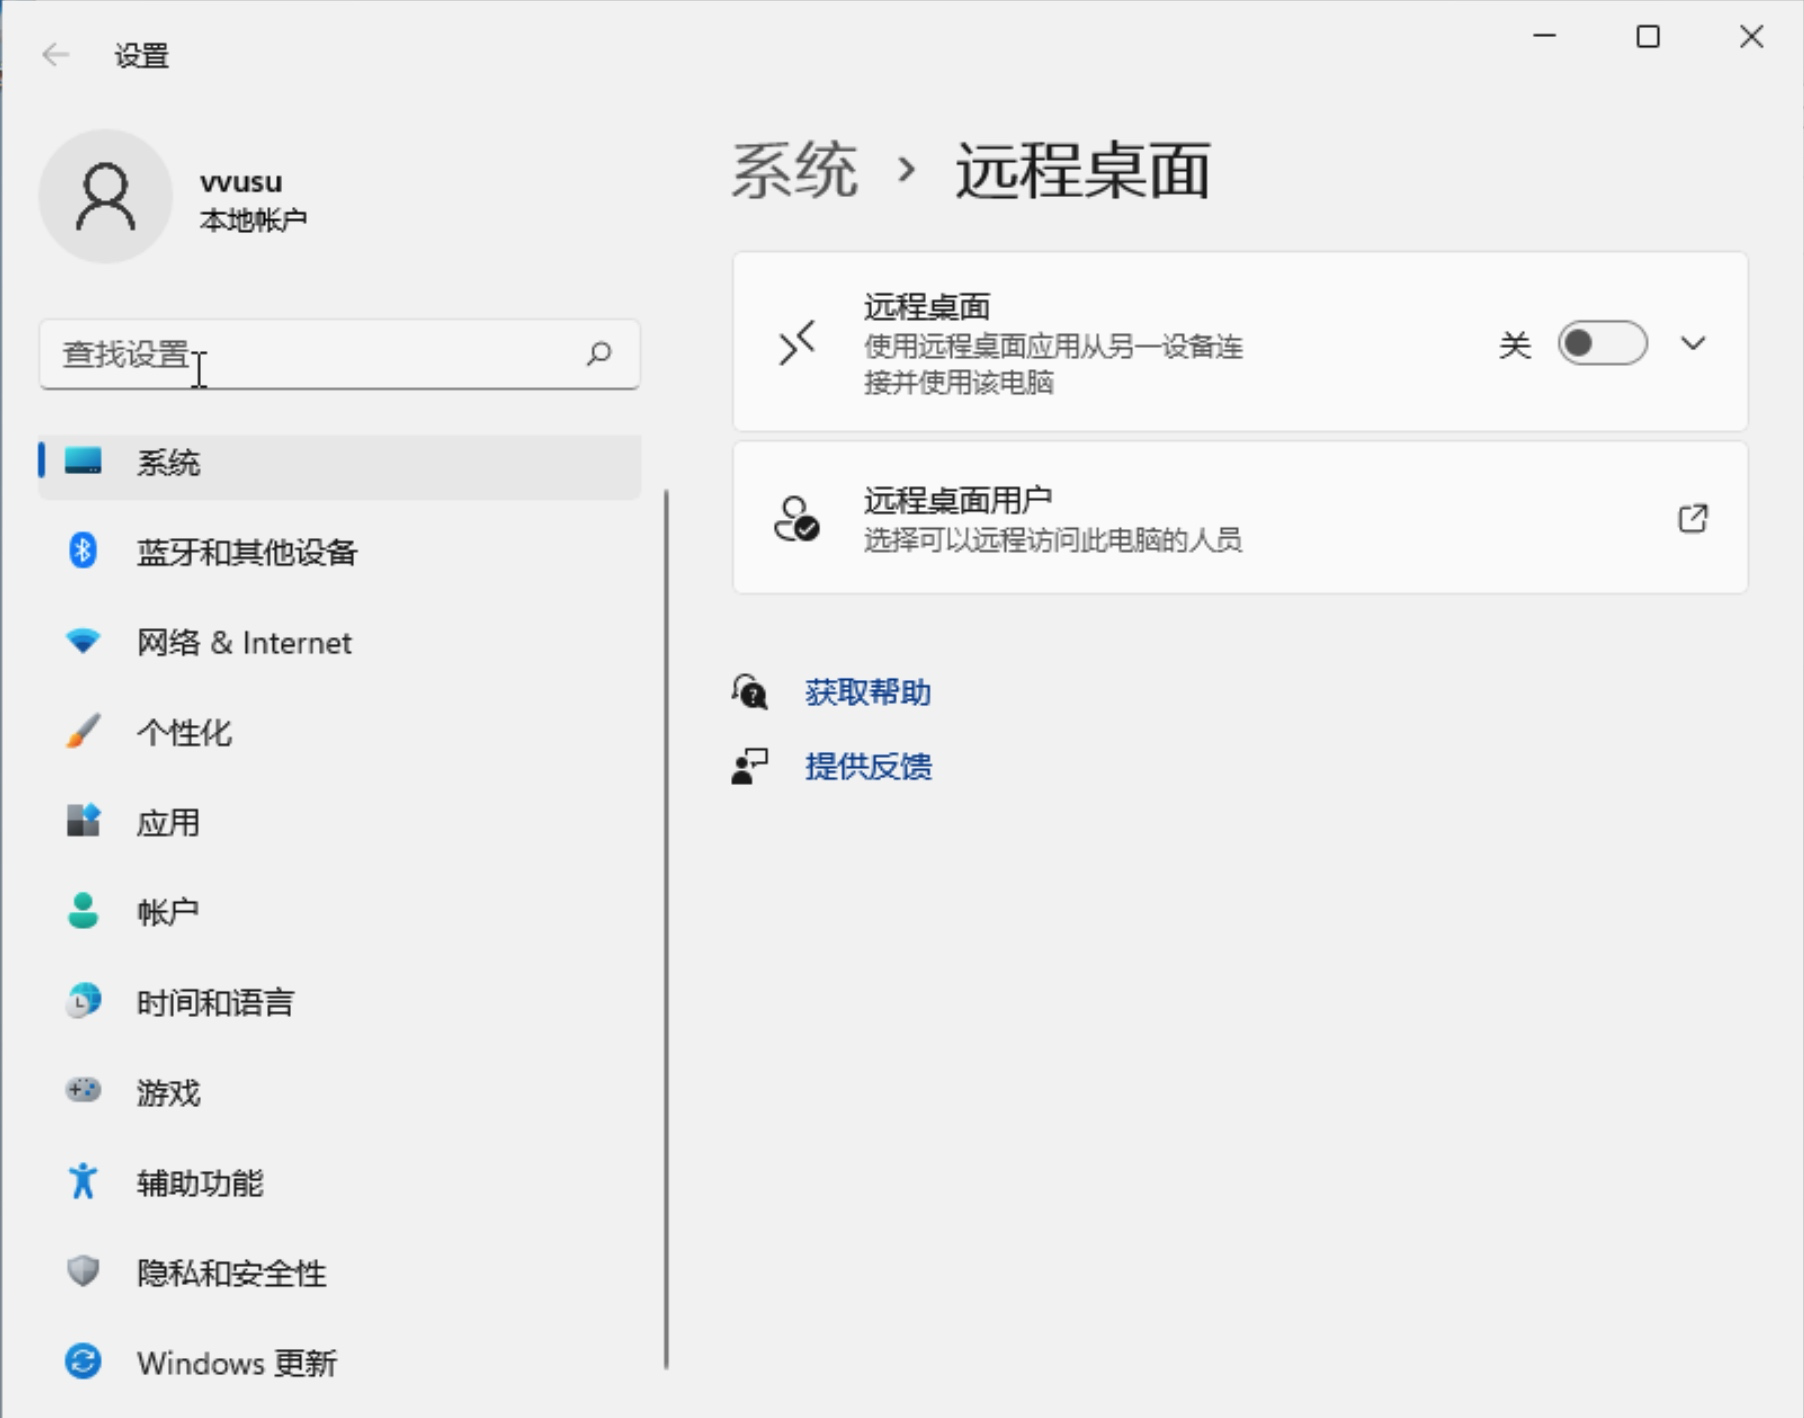 设置
vvusu
本地帐户
查找设置
系统
蓝牙和其他设备
网络 & Internet
个性化
应用
帐户
时间和语言
游戏
辅助功能
隐私和安全性
Windows 更新
系统 › 远程桌面
远程桌面
使用远程桌面应用从另一设备连
接并使用该电脑
关
远程桌面用户
选择可以远程访问此电脑的人员
获取帮助
提供反馈